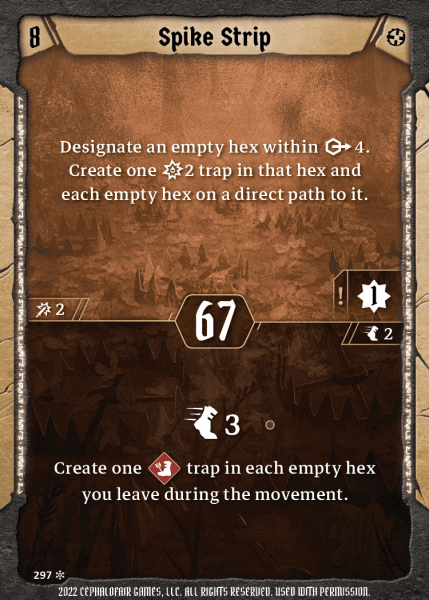 8 Spike Strip
Designate an empty hex within 4.
Create one 2 trap in that hex and
each empty hex on a direct path to it.
! 1
2 67 2
3
Create one trap in each empty hex
you leave during the movement.
297
2022 CEPHALOFAIR GAMES, LLC. ALL RIGHTS RESERVED. USED WITH PERMISSION.